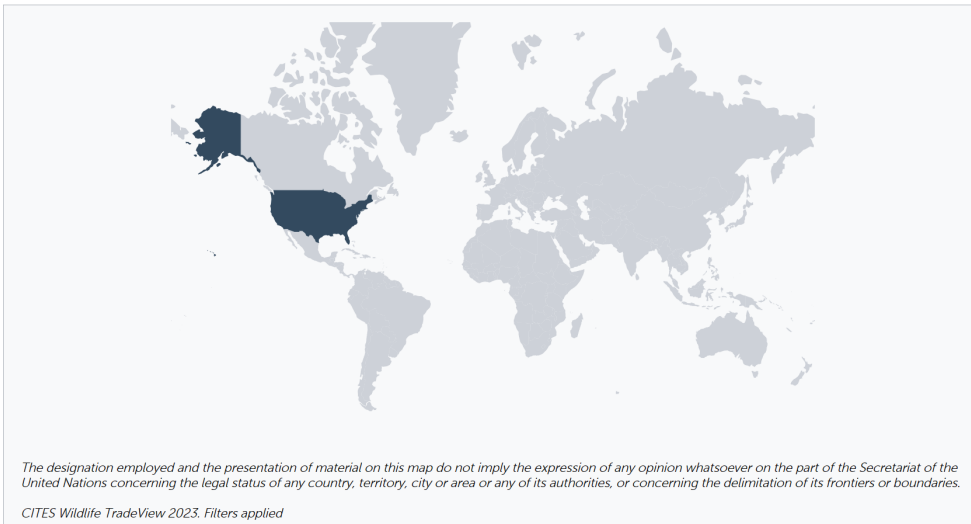 The designation employed and the presentation of material on this map do not imply the expression of any opinion whatsoever on the part of the Secretariat of the
United Nations concerning the legal status of any country, territory, city or area or any of its authorities, or concerning the delimitation of its frontiers or boundaries.
CITES Wildlife TradeView 2023. Filters applied